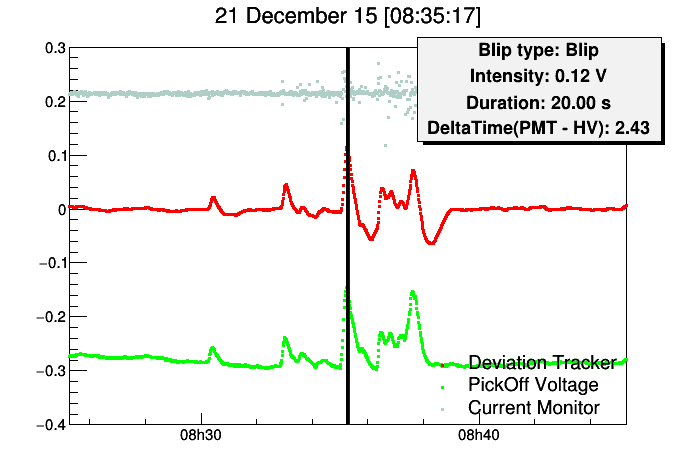 21 December 15 [08:35:17]
Blip type: Blip
Intensity: 0.12 V
Duration: 20.00 s
DeltaTime(PMT - HV): 2.43
0.3
0.2
0.1
0
−0.1
−0.2
−0.3
−0.4
Deviation Tracker
PickOff Voltage
Current Monitor
08h30
08h40